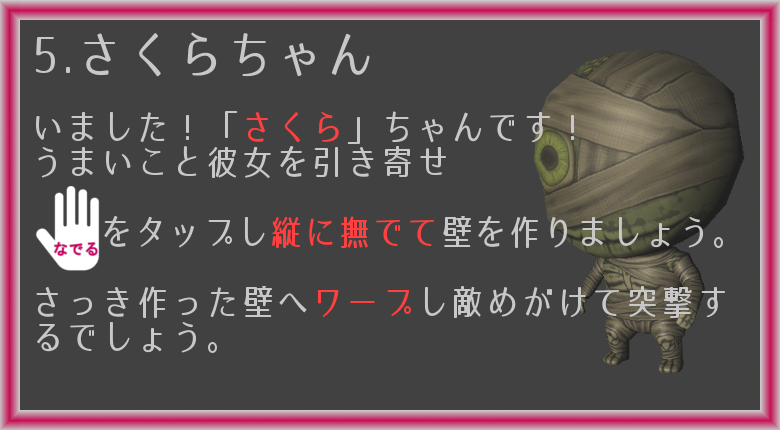 5.さくらちゃん
いました！「さくら」ちゃんです！
うまいこと彼女を引き寄せ
なでるをタップし縦に撫でて壁を作りましょう。
さっき作った壁へワープし敵めがけて突撃す
るでしょう。